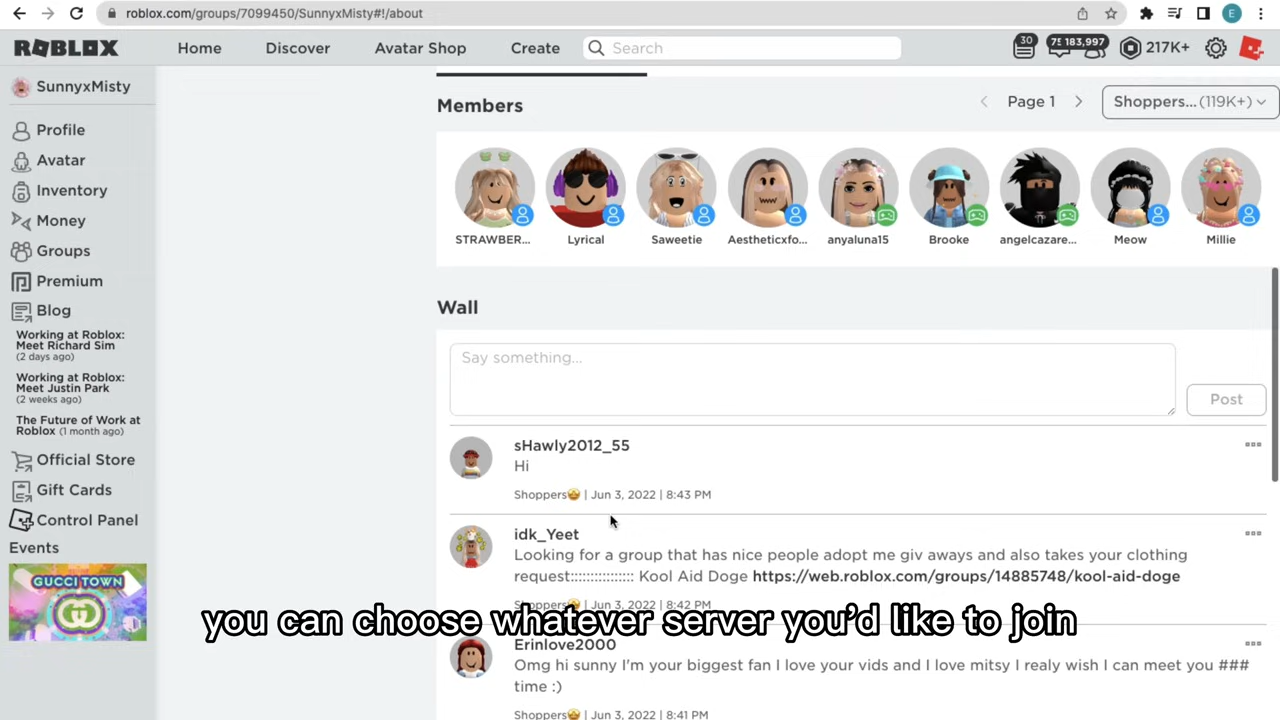 roblox.com/groups/7099450/SunnyxMisty#!/about
E
ROBLOX
Home
Discover
Avatar Shop
Create
Search
30
183,997
217K+
SunnyxMisty
Profile
Avatar
Inventory
Money
Groups
Premium
Blog
Working at Roblox:
Meet Richard Sim
(2 days ago)
Working at Roblox:
Meet Justin Park
(2 weeks ago)
The Future of Work at
Roblox (1 month ago)
Official Store
Gift Cards
Control Panel
Events
GUCCI TOWN
Members
Page 1
Shoppers... (119K+)
STRAWBER...
Lyrical
Saweetie
Aestheticxfo...
anyaluna15
Brooke
angelcazare...
Meow
Millie
Wall
Say something...
Post
sHawly2012_55
Hi
Shoppers🤩 | Jun 3, 2022 | 8:43 PM
idk_Yeet
Looking for a group that has nice people adopt me giv aways and also takes your clothing
request:::::::::::::::: Kool Aid Doge https://web.roblox.com/groups/14885748/kool-aid-doge
Shoppers🤩 | Jun 3, 2022 | 8:42 PM
you can choose whatever server you'd like to join
Erinlove2000
Omg hi sunny I'm your biggest fan I love your vids and I love mitsy I realy wish I can meet you ###
time :)
Shoppers🤩 | Jun 3, 2022 | 8:41 PM